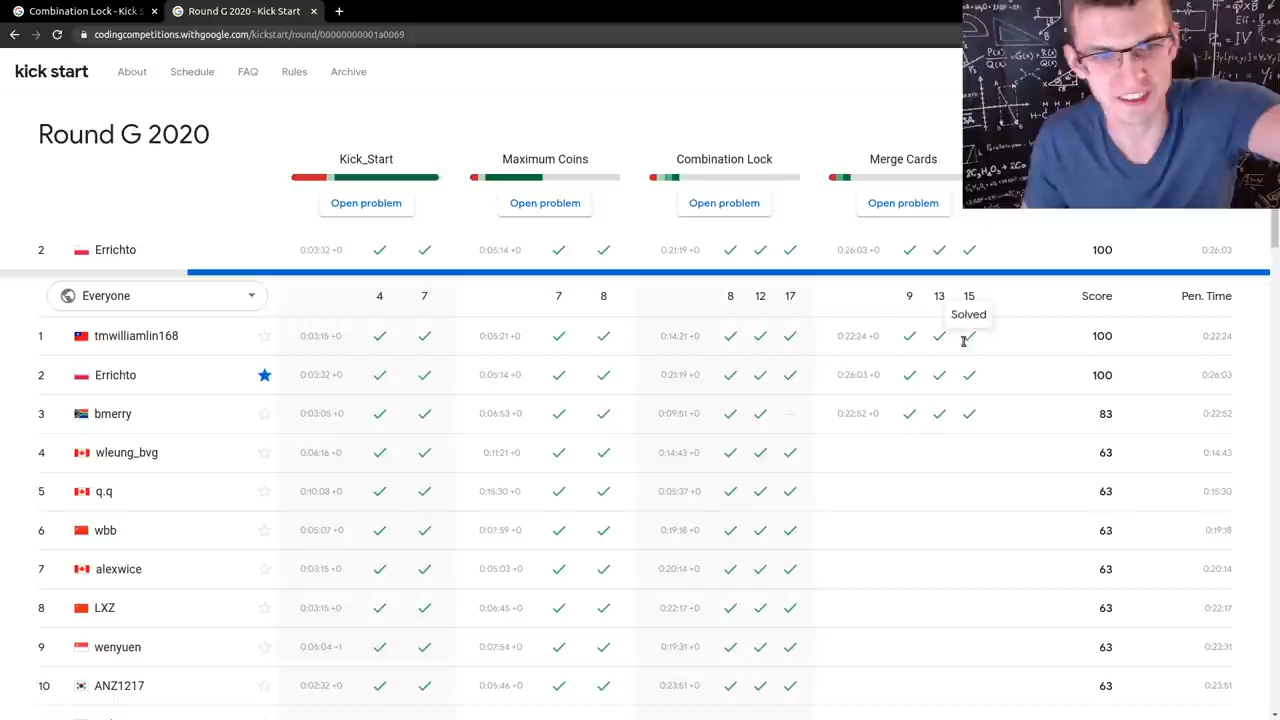 Combination Lock - Kick S
Round G 2020 - Kick Start
codingcompetitions.withgoogle.com/kickstart/round/00000000001a0069
kick start About Schedule FAQ Rules Archive
Round G 2020
Kick_Start Maximum Coins Combination Lock Merge Cards
Open problem Open problem Open problem Open problem
2 Errichto 0:03:32 +0 0:05:14 +0 0:21:19 +0 0:26:03 +0 100 0:26:03
Everyone 4 7 7 8 8 12 17 9 13 15 Score Pen. Time
Solved
1 tmwilliamlin168 0:03:15 +0 0:05:21 +0 0:14:21 +0 0:22:24 +0 100 0:22:24
2 Errichto 0:03:32 +0 0:05:14 +0 0:21:19 +0 0:26:03 +0 100 0:26:03
3 bmerry 0:03:05 +0 0:06:53 +0 0:09:51 +0 0:22:52 +0 83 0:22:52
4 wleung_bvg 0:06:16 +0 0:11:21 +0 0:14:43 +0 63 0:14:43
5 q.q 0:10:08 +0 0:15:30 +0 0:05:37 +0 63 0:15:30
6 wbb 0:05:07 +0 0:07:59 +0 0:19:18 +0 63 0:19:18
7 alexwice 0:03:15 +0 0:05:03 +0 0:20:14 +0 63 0:20:14
8 LXZ 0:03:15 +0 0:06:45 +0 0:22:17 +0 63 0:22:17
9 wenyuen 0:05:04 +1 0:07:54 +0 0:19:31 +0 63 0:23:31
10 ANZ1217 0:02:32 +0 0:05:46 +0 0:23:51 +0 63 0:23:51